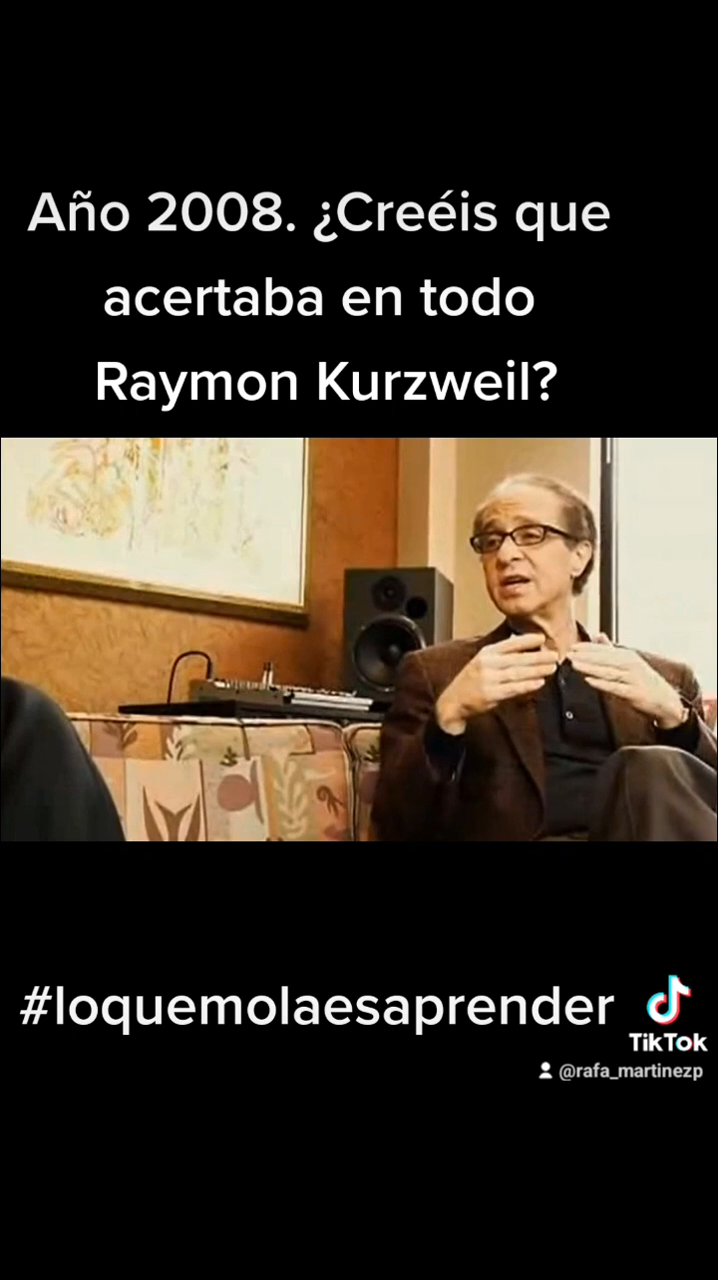 Año 2008. ¿Creéis que
acertaba en todo
Raymon Kurzweil?
#loquemolaesaprender
TikTok
@rafa_martinezp